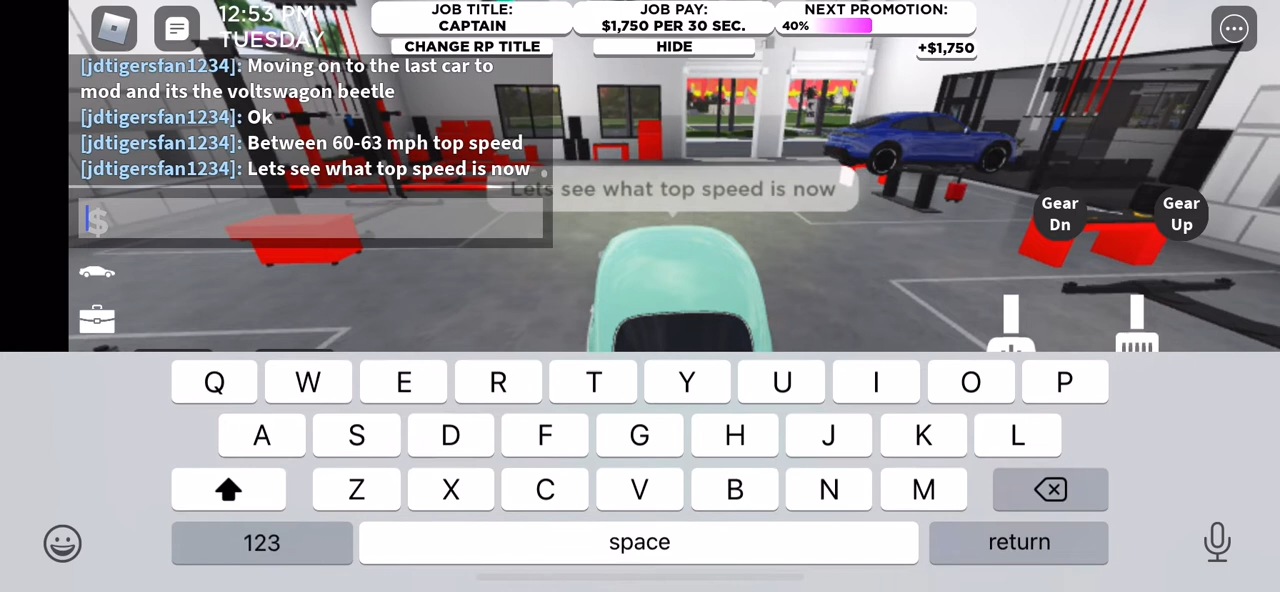 12:53 PM
TUESDAY
JOB TITLE:
CAPTAIN
JOB PAY:
$1,750 PER 30 SEC.
NEXT PROMOTION:
40%
CHANGE RP TITLE
HIDE
+$1,750
[jdtigersfan1234]: Moving on to the last car to
mod and its the voltswagon beetle
[jdtigersfan1234]: Ok
[jdtigersfan1234]: Between 60-63 mph top speed
[jdtigersfan1234]: Lets see what top speed is now
Lets see what top speed is now
$
Gear
Dn
Gear
Up
Q W E R T Y U I O P
A S D F G H J K L
Z X C V B N M
123 space return